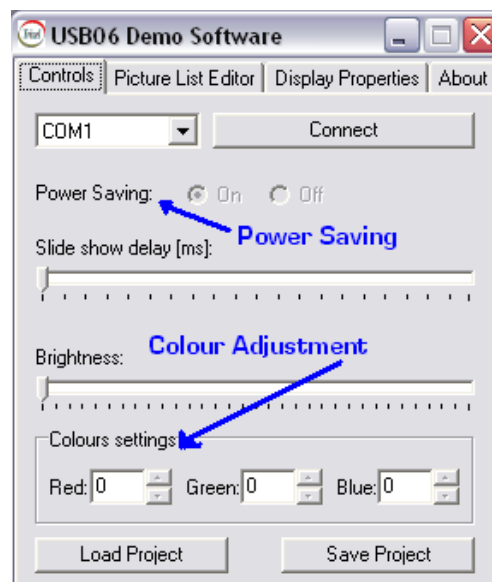 USB06 Demo Software
Controls Picture List Editor Display Properties About
COM1 Connect
Power Saving: On Off
Power Saving
Slide show delay [ms]:
Colour Adjustment
Brightness:
Colours settings
Red: 0 Green: 0 Blue: 0
Load Project Save Project